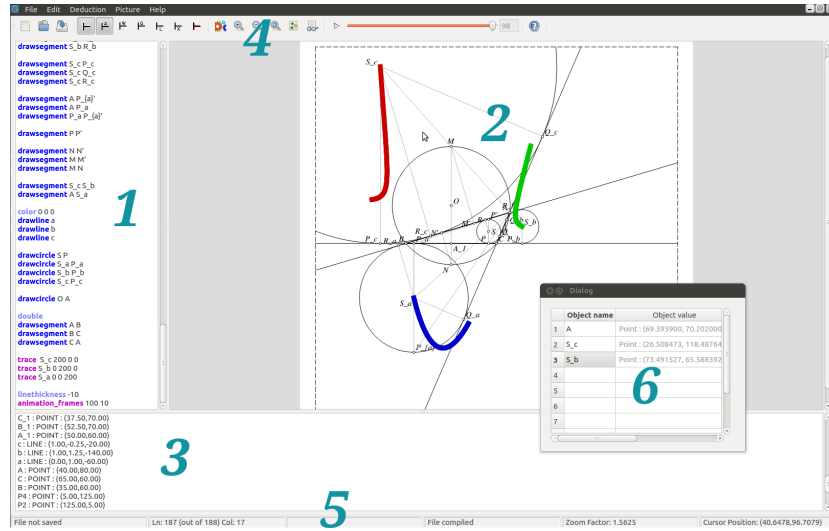 File Edit Deduction Picture Help
98
4
drawsegment S_b R_b
drawsegment S_c P_c
drawsegment S_c Q_c
drawsegment S_c R_c
drawsegment A P_{a}'
drawsegment A P_a
drawsegment P_a P_{a}'
drawsegment P P'
drawsegment N N'
drawsegment M M'
drawsegment M N
drawsegment S_c S_b
drawsegment A S_a
color 0 0 0
drawline a
drawline b
drawline c
drawcircle S P
drawcircle S_a P_a
drawcircle S_b P_b
drawcircle S_c P_c
drawcircle O A
double
drawsegment A B
drawsegment B C
drawsegment C A
trace S_c 200 0 0
trace S_b 0 200 0
trace S_a 0 0 200
linethickness -10
animation_frames 100 10
1
S_c
2
Q_c
M
O
M'
R
P'
S_b
R_c
N'
S
P_c
R_a
B
P_a
A_1
P
C
P_b
N
S_a
Q_a
P_{a}
Dialog
Object name Object value
1 A Point : (69.393900, 70.202000
2 S_c Point : (26.508473, 118.48764
3 S_b Point : (73.491527, 65.588392
4
5
6
7
6
C_1 : POINT : (37.50,70.00)
B_1 : POINT : (52.50,70.00)
A_1 : POINT : (50.00,60.00)
c : LINE : (1.00,-0.25,-20.00)
b : LINE : (1.00,1.25,-140.00)
a : LINE : (0.00,1.00,-60.00)
A : POINT : (40.00,80.00)
C : POINT : (65.00,60.00)
B : POINT : (35.00,60.00)
P4 : POINT : (5.00,125.00)
P2 : POINT : (125.00,5.00)
3
File not saved Ln: 187 (out of 188) Col: 17 5 File compiled Zoom Factor: 1.5625 Cursor Position: (40.6478,96.7079)